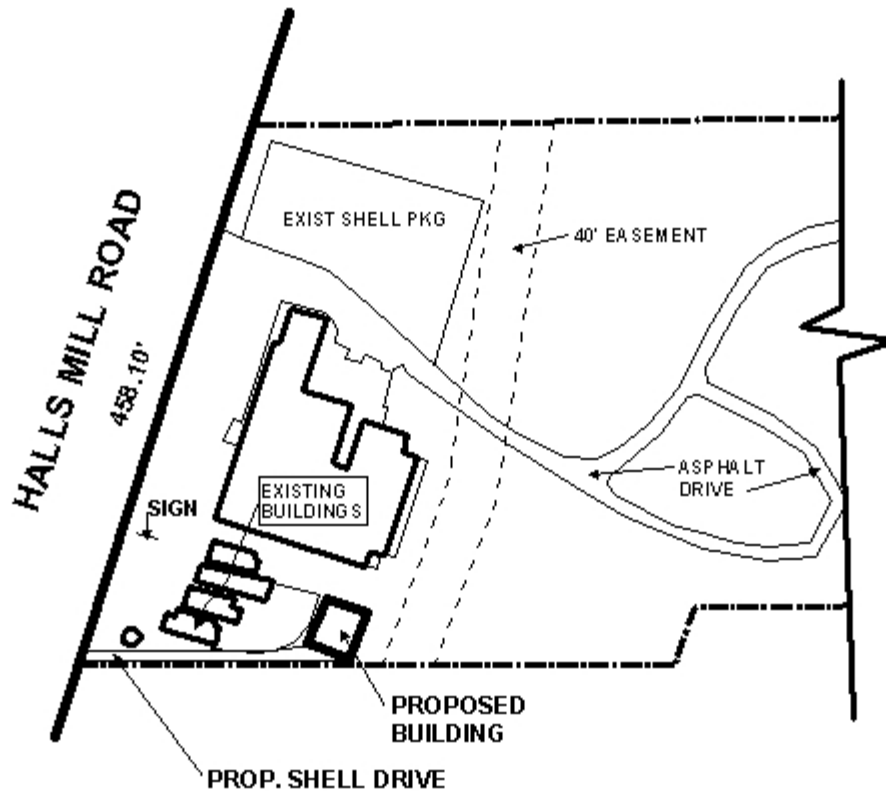 EXIST SHELL PKG
40' EASEMENT
HALLS MILL ROAD
458.10'
ASPHALT
DRIVE
EXISTING
BUILDINGS
SIGN
PROPOSED
BUILDING
PROP. SHELL DRIVE